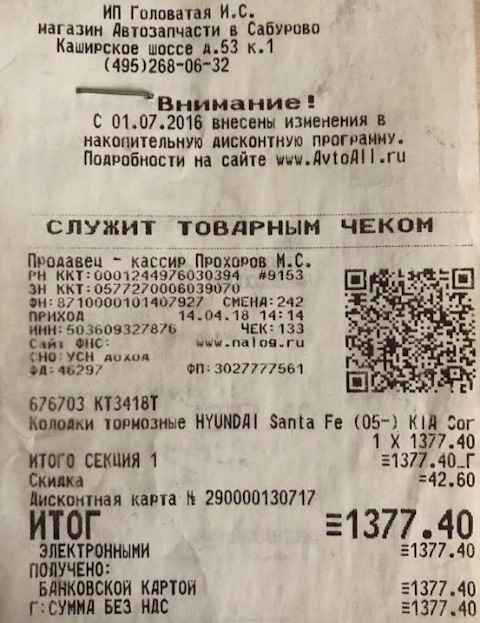 ИП Головатая И.С.
магазин Автозапчасти в Сабурово
Каширское шоссе д.53 к.1
(495)268-06-32
Внимание!
С 01.07.2016 внесены изменения в
накопительную дисконтную программу.
Подробности на сайте www.AvtoAll.ru
СЛУЖИТ ТОВАРНЫМ ЧЕКОМ
Продавец - кассир Прохоров М.С.
РН ККТ:0001244976030394 #9153
ЗН ККТ:0577270006039070
ФН:8710000101407927 СМЕНА:242
ПРИХОД 14.04.18 14:14
ИНН:503609327876 ЧЕК:133
Сайт ФНС: www.nalog.ru
СНО:УСН доход
ФД:46297 ФП:3027777561
676703 КТ3418Т
Колодки тормозные HYUNDAI Santa Fe (05-) KIA Sor
1 X 1377.40
ИТОГО СЕКЦИЯ 1 ≡1377.40_Г
Скидка =42.60
Дисконтная карта № 290000130717
ИТОГ ≡1377.40
ЭЛЕКТРОННЫМИ ≡1377.40
ПОЛУЧЕНО:
БАНКОВСКОЙ КАРТОЙ ≡1377.40
Г:СУММА БЕЗ НДС ≡1377.40